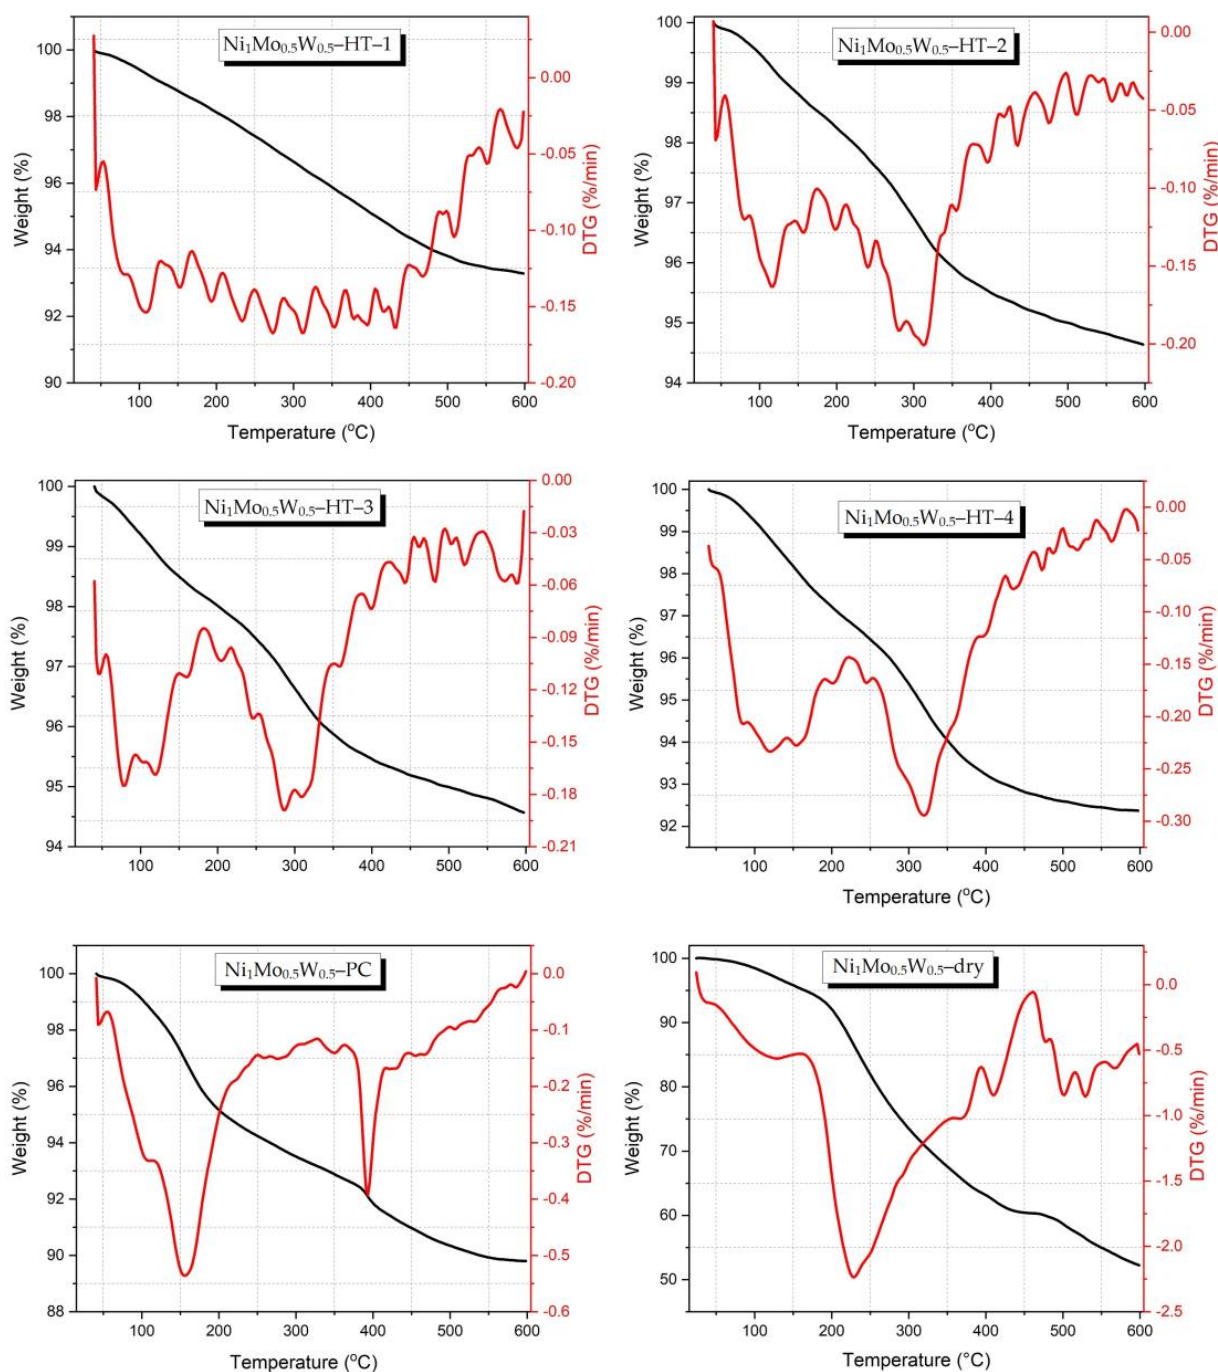 Ni₁Mo₀.₅W₀.₅–HT–1
Weight (%)
100
98
96
94
92
90
0.00
-0.05
-0.10
-0.15
-0.20
DTG (%/min)
100 200 300 400 500 600
Temperature (°C)
Ni₁Mo₀.₅W₀.₅–HT–2
Weight (%)
100
99
98
97
96
95
94
0.00
-0.05
-0.10
-0.15
-0.20
DTG (%/min)
100 200 300 400 500 600
Temperature (°C)
Ni₁Mo₀.₅W₀.₅–HT–3
Weight (%)
100
99
98
97
96
95
94
0.00
-0.03
-0.06
-0.09
-0.12
-0.15
-0.18
-0.21
DTG (%/min)
100 200 300 400 500 600
Ni₁Mo₀.₅W₀.₅–HT–4
Weight (%)
100
99
98
97
96
95
94
93
92
0.00
-0.05
-0.10
-0.15
-0.20
-0.25
-0.30
DTG (%/min)
100 200 300 400 500 600
Temperature (°C)
Ni₁Mo₀.₅W₀.₅–PC
Weight (%)
100
98
96
94
92
90
88
0.0
-0.1
-0.2
-0.3
-0.4
-0.5
-0.6
DTG (%/min)
100 200 300 400 500 600
Temperature (°C)
Ni₁Mo₀.₅W₀.₅–dry
Weight (%)
100
90
80
70
60
50
0.0
-0.5
-1.0
-1.5
-2.0
-2.5
DTG (%/min)
100 200 300 400 500 600
Temperature (°C)